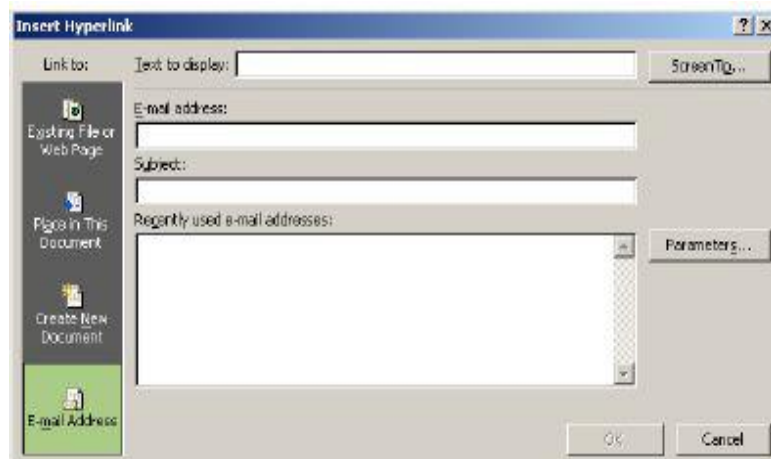 Insert Hyperlink
Link to:
Text to display:
ScreenTip...
Existing File or
Web Page
Place in This
Document
Create New
Document
E-mail Address
E-mail address:
Subject:
Recently used e-mail addresses:
Parameters...
OK
Cancel